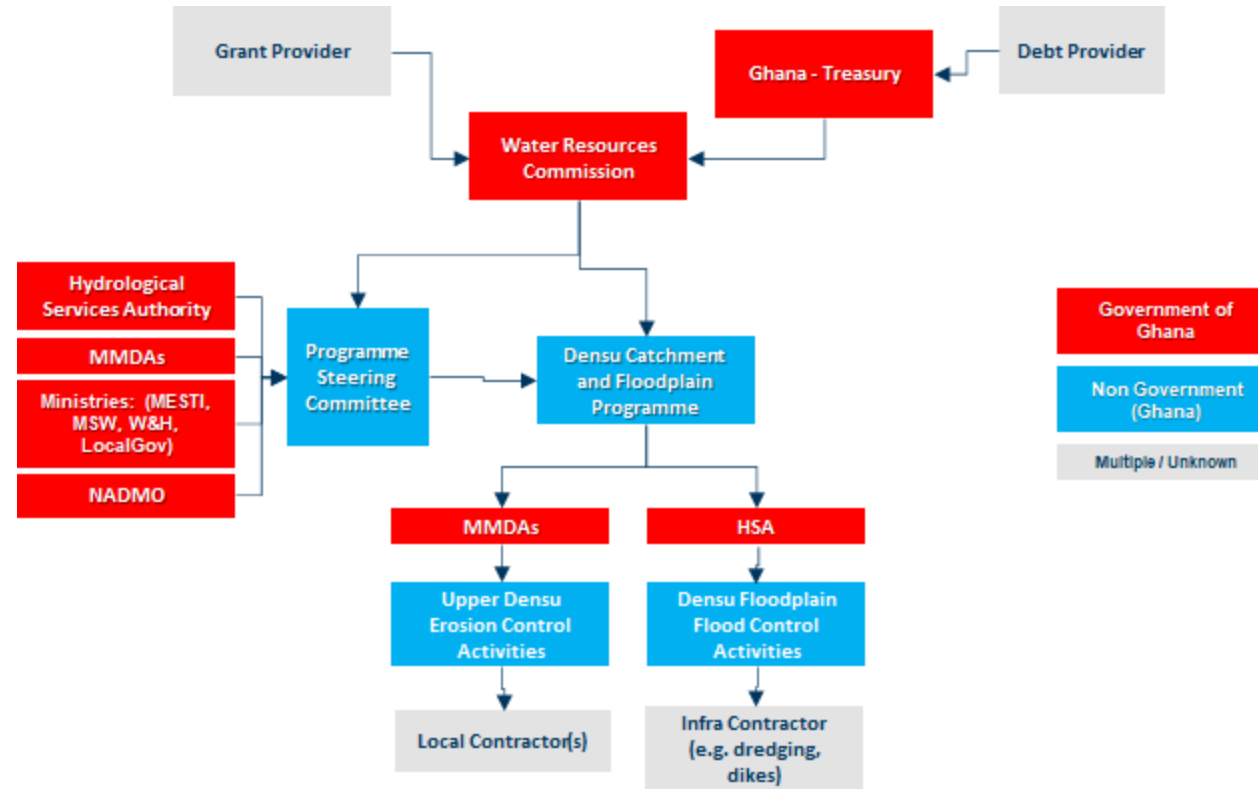 Grant Provider
Ghana - Treasury
Debt Provider
Water Resources
Commission
Hydrological
Services Authority
MMDAs
Ministries: (MESTI,
MSW, W&H,
LocalGov)
NADMO
Programme
Steering
Committee
Densu Catchment
and Floodplain
Programme
Government of
Ghana
Non Government
(Ghana)
Multiple / Unknown
MMDAs
HSA
Upper Densu
Erosion Control
Activities
Densu Floodplain
Flood Control
Activities
Local Contractor(s)
Infra Contractor
(e.g. dredging,
dikes)